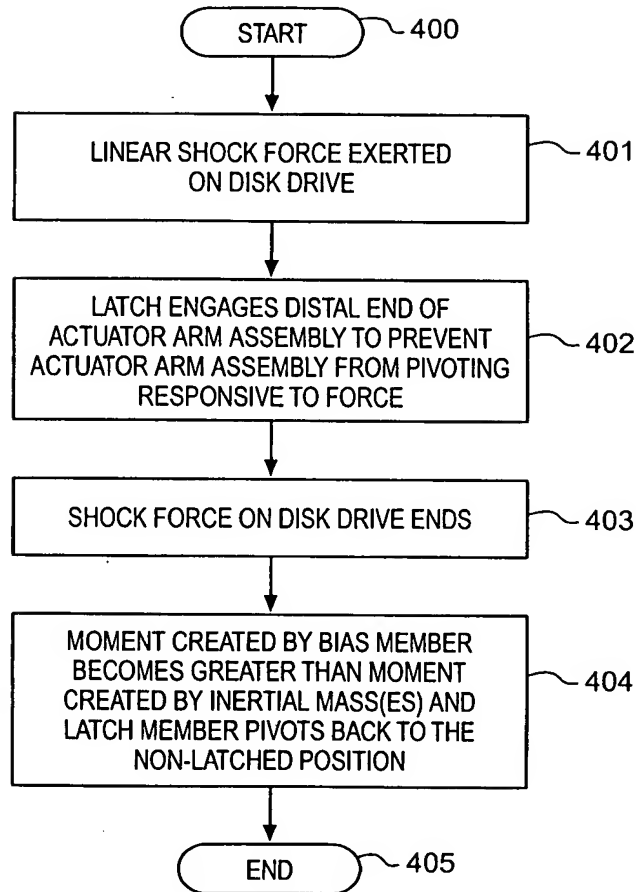 START
400
LINEAR SHOCK FORCE EXERTED
ON DISK DRIVE
401
LATCH ENGAGES DISTAL END OF
ACTUATOR ARM ASSEMBLY TO PREVENT
ACTUATOR ARM ASSEMBLY FROM PIVOTING
RESPONSIVE TO FORCE
402
SHOCK FORCE ON DISK DRIVE ENDS
403
MOMENT CREATED BY BIAS MEMBER
BECOMES GREATER THAN MOMENT
CREATED BY INERTIAL MASS(ES) AND
LATCH MEMBER PIVOTS BACK TO THE
NON-LATCHED POSITION
404
END
405